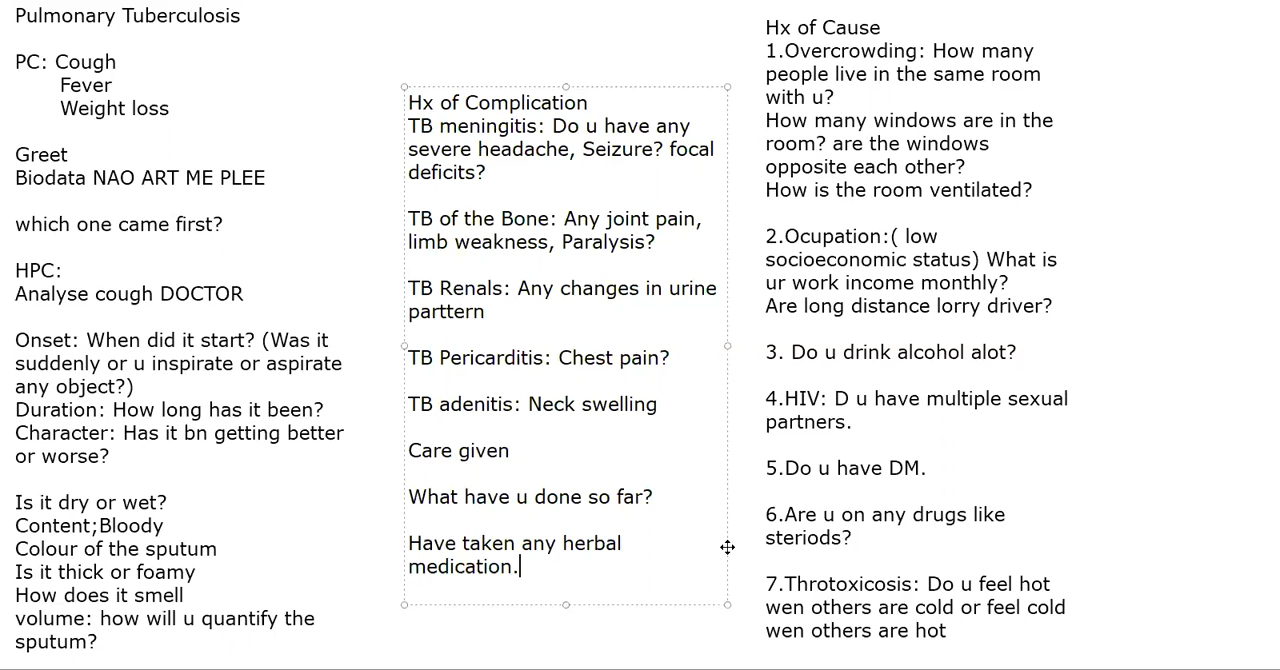 Pulmonary Tuberculosis
PC: Cough
Fever
Weight loss
Greet
Biodata NAO ART ME PLEE
which one came first?
HPC:
Analyse cough DOCTOR
Onset: When did it start? (Was it
suddenly or u inspirate or aspirate
any object?)
Duration: How long has it been?
Character: Has it bn getting better
or worse?
Is it dry or wet?
Content;Bloody
Colour of the sputum
Is it thick or foamy
How does it smell
volume: how will u quantify the
sputum?
Hx of Complication
TB meningitis: Do u have any
severe headache, Seizure? focal
deficits?
TB of the Bone: Any joint pain,
limb weakness, Paralysis?
TB Renals: Any changes in urine
parttern
TB Pericarditis: Chest pain?
TB adenitis: Neck swelling
Care given
What have u done so far?
Have taken any herbal
medication.
Hx of Cause
1.Overcrowding: How many
people live in the same room
with u?
How many windows are in the
room? are the windows
opposite each other?
How is the room ventilated?
2.Ocupation:( low
socioeconomic status) What is
ur work income monthly?
Are long distance lorry driver?
3. Do u drink alcohol alot?
4.HIV: D u have multiple sexual
partners.
5.Do u have DM.
6.Are u on any drugs like
steriods?
7.Throtoxicosis: Do u feel hot
wen others are cold or feel cold
wen others are hot